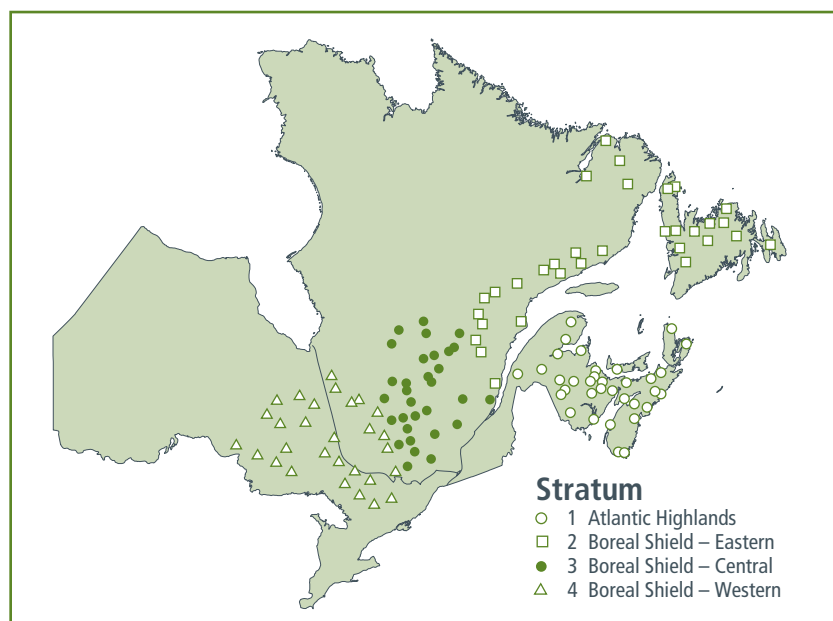 Stratum
1 Atlantic Highlands
2 Boreal Shield – Eastern
3 Boreal Shield – Central
4 Boreal Shield – Western